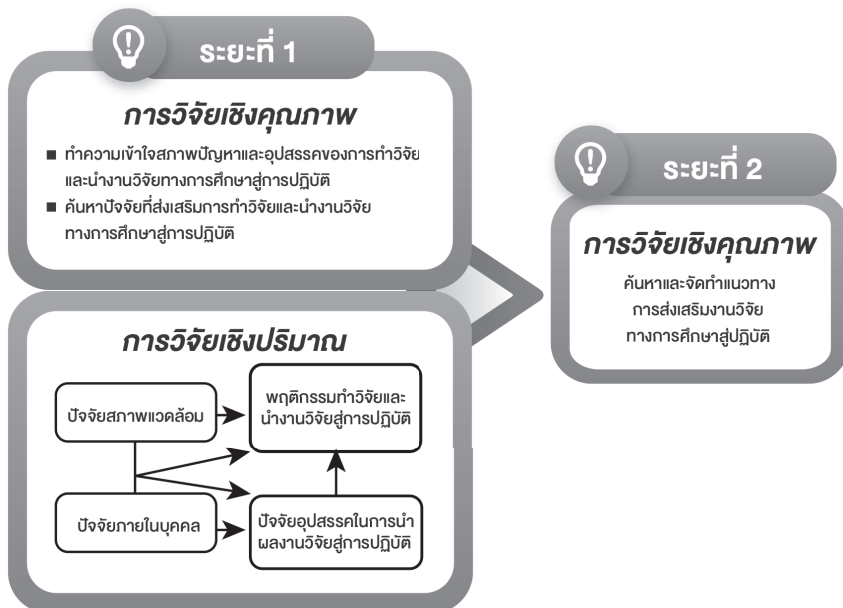 ระยะที่ 1
การวิจัยเชิงคุณภาพ
■ ทำความเข้าใจสภาพปัญหาและอุปสรรคของการทำวิจัย
และนำงานวิจัยทางการศึกษาสู่การปฏิบัติ
■ ค้นหาปัจจัยที่ส่งเสริมการทำวิจัยและนำงานวิจัย
ทางการศึกษาสู่การปฏิบัติ
การวิจัยเชิงปริมาณ
ปัจจัยสภาพแวดล้อม
พฤติกรรมทำวิจัยและ
นำงานวิจัยสู่การปฏิบัติ
ปัจจัยภายในบุคคล
ปัจจัยอุปสรรคในการนำ
ผลงานวิจัยสู่การปฏิบัติ
ระยะที่ 2
การวิจัยเชิงคุณภาพ
ค้นหาและจัดทำแนวทาง
การส่งเสริมงานวิจัย
ทางการศึกษาสู่ปฏิบัติ